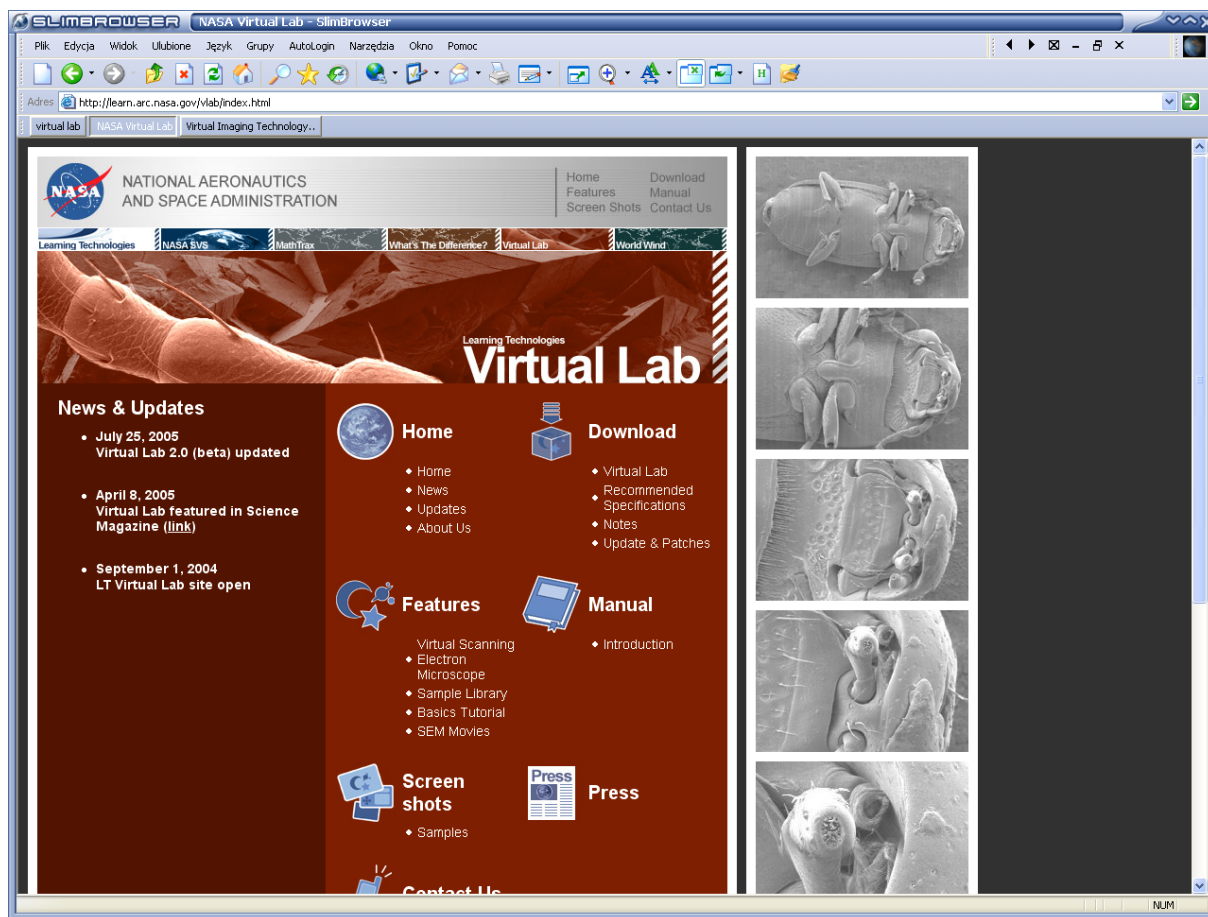 SLIMBROWSER NASA Virtual Lab - SlimBrowser
Plik Edycja Widok Ulubione Język Grupy AutoLogin Narzędzia Okno Pomoc
Adres http://learn.arc.nasa.gov/vlab/index.html
virtual lab NASA Virtual Lab Virtual Imaging Technology..
NASA
NATIONAL AERONAUTICS
AND SPACE ADMINISTRATION
Home Download
Features Manual
Screen Shots Contact Us
Learning Technologies NASA SVS MathTrax What's The Difference? Virtual Lab World Wind
Learning Technologies
Virtual Lab
News & Updates
July 25, 2005
Virtual Lab 2.0 (beta) updated
April 8, 2005
Virtual Lab featured in Science
Magazine (link)
September 1, 2004
LT Virtual Lab site open
Home
Home
News
Updates
About Us
Download
Virtual Lab
Recommended
Specifications
Notes
Update & Patches
Features
Virtual Scanning
Electron
Microscope
Sample Library
Basics Tutorial
SEM Movies
Manual
Introduction
Screen
shots
Samples
Press
Press
Contact Us
NUM